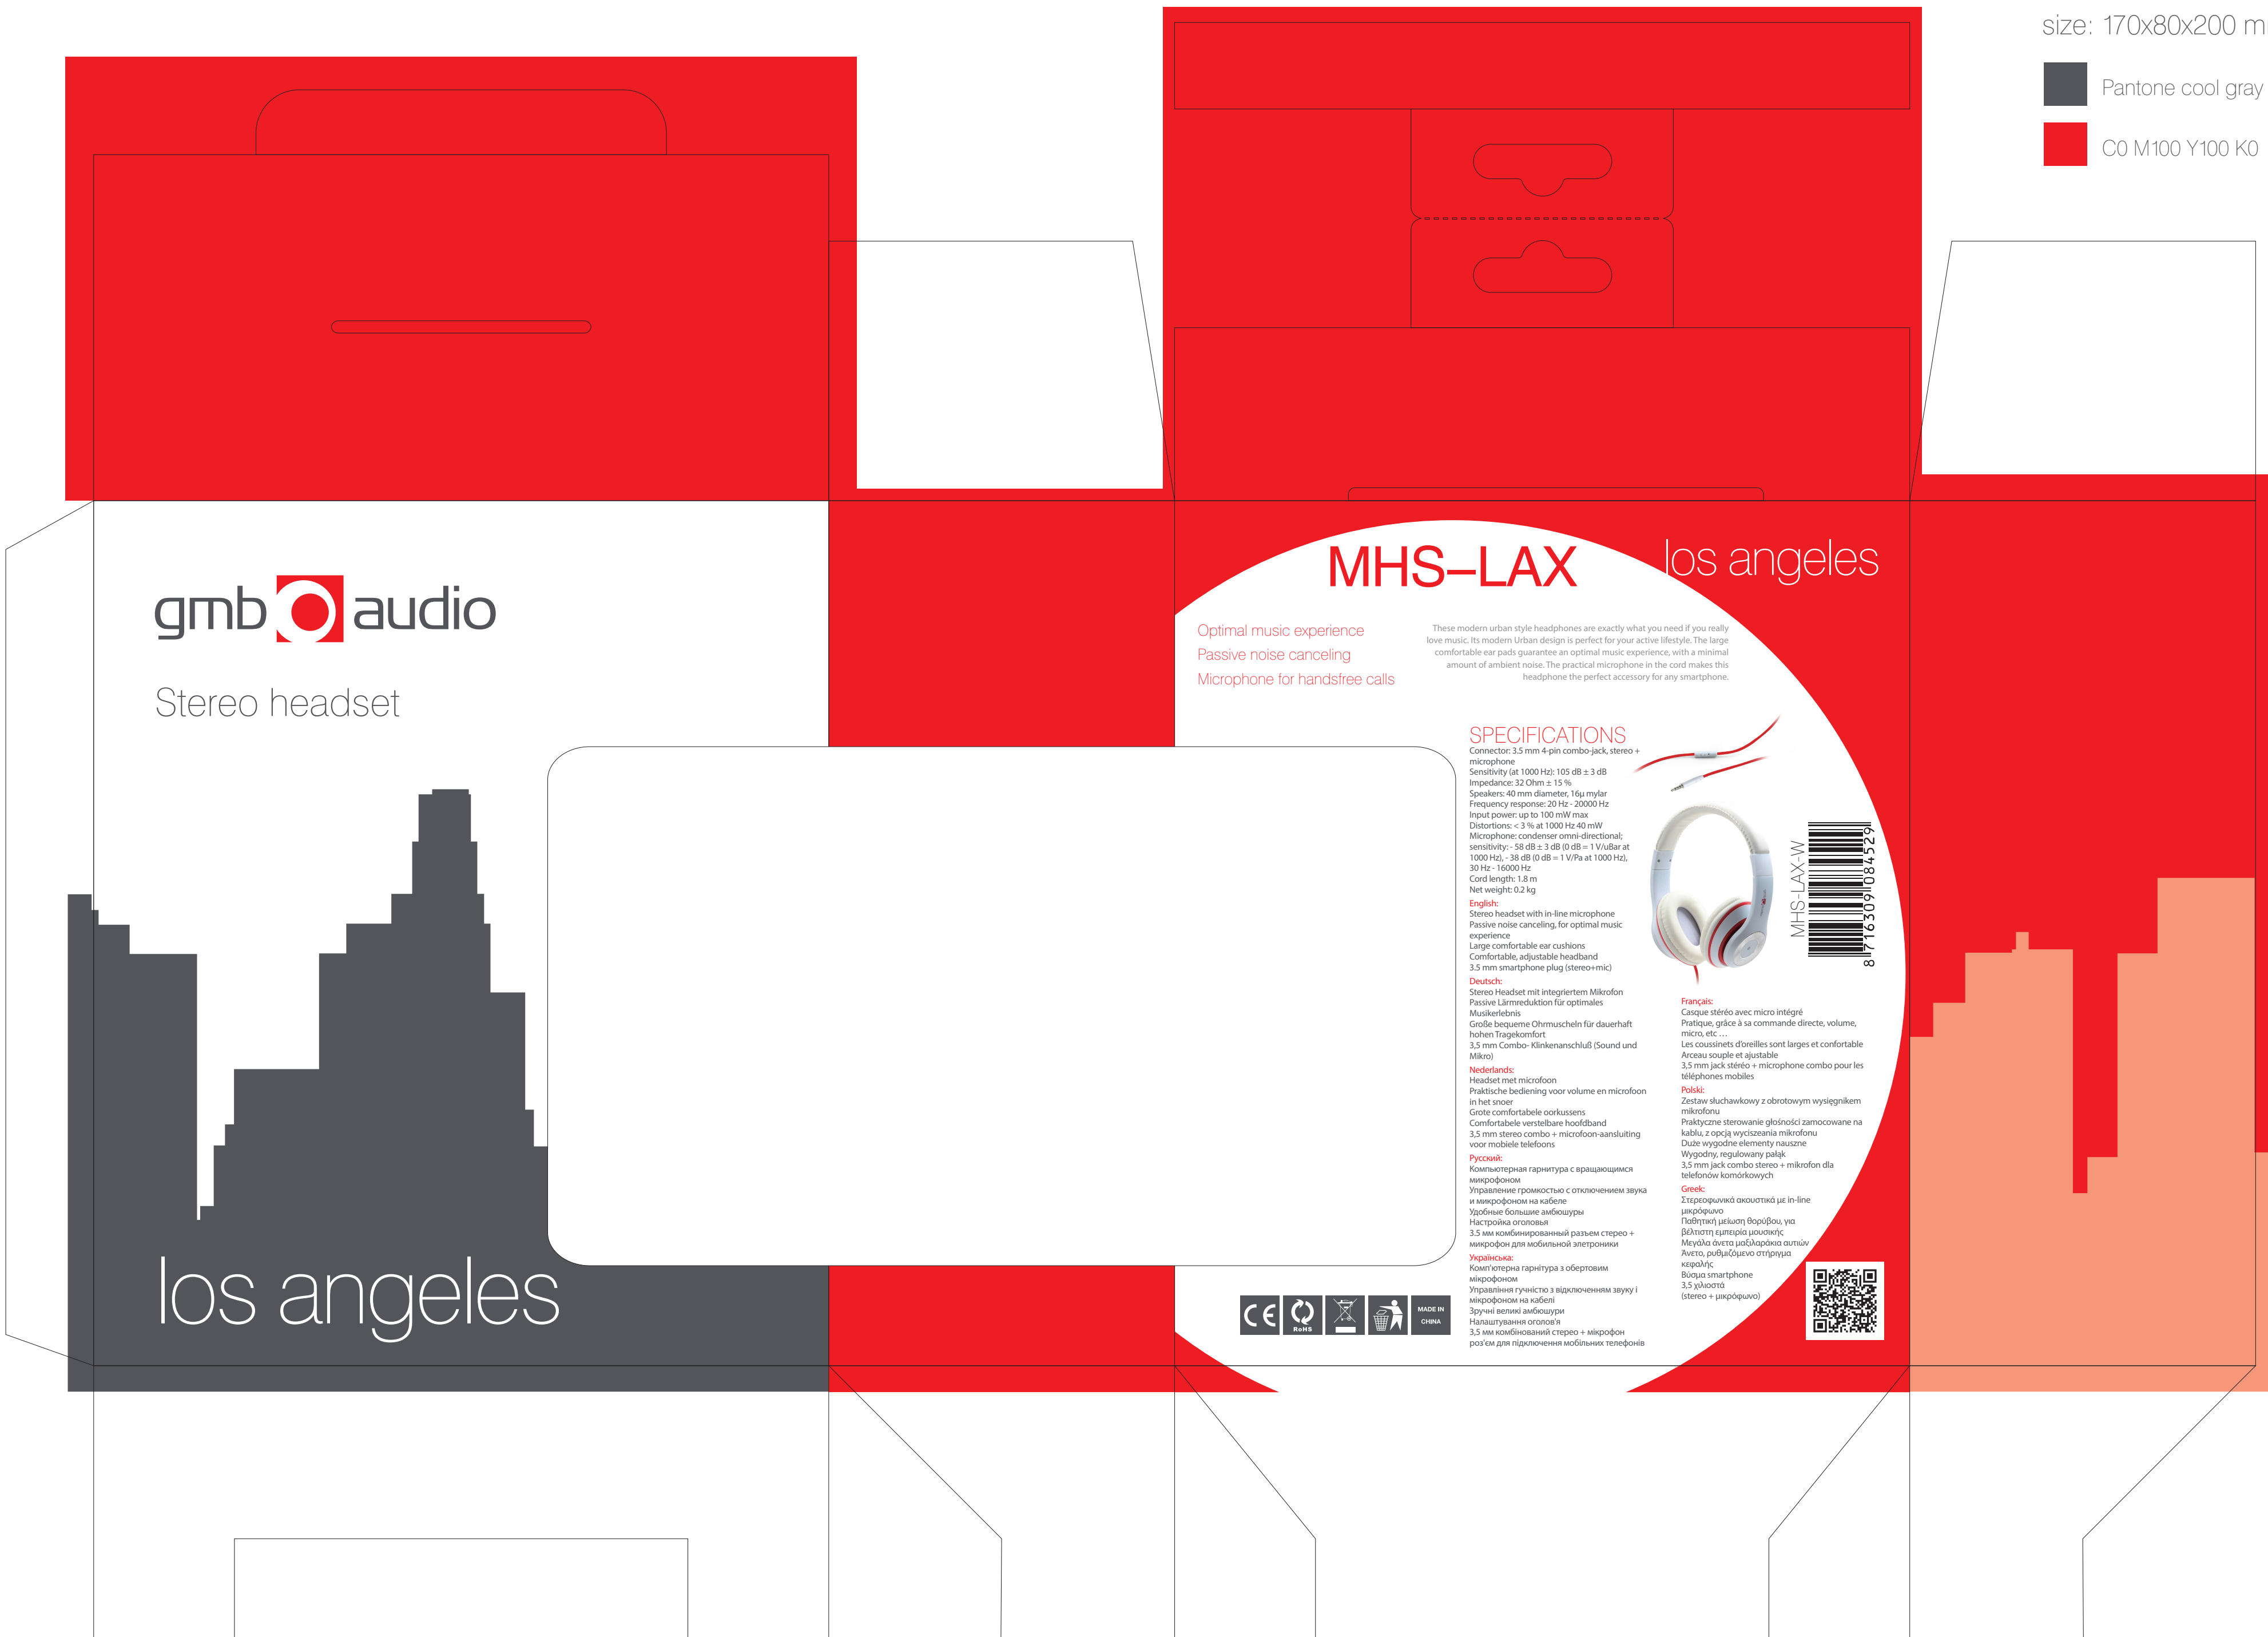 size: 170x80x200 m
Pantone cool gray
C0 M100 Y100 K0
gmb audio
Stereo headset
los angeles
MHS–LAX
los angeles
Optimal music experience
Passive noise canceling
Microphone for handsfree calls
These modern urban style headphones are exactly what you need if you really
love music. Its modern Urban design is perfect for your active lifestyle. The large
comfortable ear pads guarantee an optimal music experience, with a minimal
amount of ambient noise. The practical microphone in the cord makes this
headphone the perfect accessory for any smartphone.
SPECIFICATIONS
Connector: 3.5 mm 4-pin combo-jack, stereo +
microphone
Sensitivity (at 1000 Hz): 105 dB ± 3 dB
Impedance: 32 Ohm ± 15 %
Speakers: 40 mm diameter, 16µ mylar
Frequency response: 20 Hz - 20000 Hz
Input power: up to 100 mW max
Distortions: < 3 % at 1000 Hz 40 mW
Microphone: condenser omni-directional;
sensitivity: - 58 dB ± 3 dB (0 dB = 1 V/uBar at
1000 Hz), - 38 dB (0 dB = 1 V/Pa at 1000 Hz),
30 Hz - 16000 Hz
Cord length: 1.8 m
Net weight: 0.2 kg
English:
Stereo headset with in-line microphone
Passive noise canceling, for optimal music
experience
Large comfortable ear cushions
Comfortable, adjustable headband
3.5 mm smartphone plug (stereo+mic)
Deutsch:
Stereo Headset mit integriertem Mikrofon
Passive Lärmreduktion für optimales
Musikerlebnis
Große bequeme Ohrmuscheln für dauerhaft
hohen Tragekomfort
3,5 mm Combo- Klinkenanschluß (Sound und
Mikro)
Nederlands:
Headset met microfoon
Praktische bediening voor volume en microfoon
in het snoer
Grote comfortabele oorkussens
Comfortabele verstelbare hoofdband
3,5 mm stereo combo + microfoon-aansluiting
voor mobiele telefoons
Русский:
Компьютерная гарнитура с вращающимся
микрофоном
Управление громкостью с отключением звука
и микрофоном на кабеле
Удобные большие амбюшуры
Настройка оголовья
3.5 мм комбинированный разъем стерео +
микрофон для мобильной элетроники
Українська:
Комп'ютерна гарнітура з обертовим
мікрофоном
Управління гучністю з відключенням звуку і
мікрофоном на кабелі
Зручні великі амбюшури
Налаштування оголов'я
3,5 мм комбінований стерео + мікрофон
роз'єм для підключення мобільних телефонів
MHS-LAX-W
8 716309 084529
Français:
Casque stéréo avec micro intégré
Pratique, grâce à sa commande directe, volume,
micro, etc ...
Les coussinets d'oreilles sont larges et confortable
Arceau souple et ajustable
3,5 mm jack stéréo + microphone combo pour les
téléphones mobiles
Polski:
Zestaw słuchawkowy z obrotowym wysięgnikem
mikrofonu
Praktyczne sterowanie głośności zamocowane na
kablu, z opcją wyciszeania mikrofonu
Duże wygodne elementy nauszne
Wygodny, regulowany pałąk
3,5 mm jack combo stereo + mikrofon dla
telefonów komórkowych
Greek:
Στερεοφωνικά ακουστικά με in-line
μικρόφωνο
Παθητική μείωση θορύβου, για
βέλτιστη εμπειρία μουσικής
Μεγάλα άνετα μαξιλαράκια αυτιών
Άνετο, ρυθμιζόμενο στήριγμα
κεφαλής
Βύσμα smartphone
3,5 χιλιοστά
(stereo + μικρόφωνο)
CE
RoHS
MADE IN
CHINA